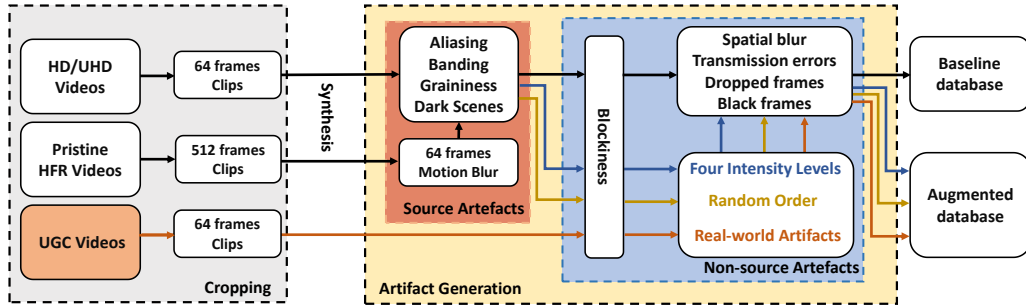 HD/UHD
Videos
64 frames
Clips
Pristine
HFR Videos
512 frames
Clips
UGC Videos
64 frames
Clips
Cropping
Synthesis
Aliasing
Banding
Graininess
Dark Scenes
64 frames
Motion Blur
Source Artefacts
Artifact Generation
Blockiness
Spatial blur
Transmission errors
Dropped frames
Black frames
Four Intensity Levels
Random Order
Real-world Artifacts
Non-source Artefacts
Baseline
database
Augmented
database